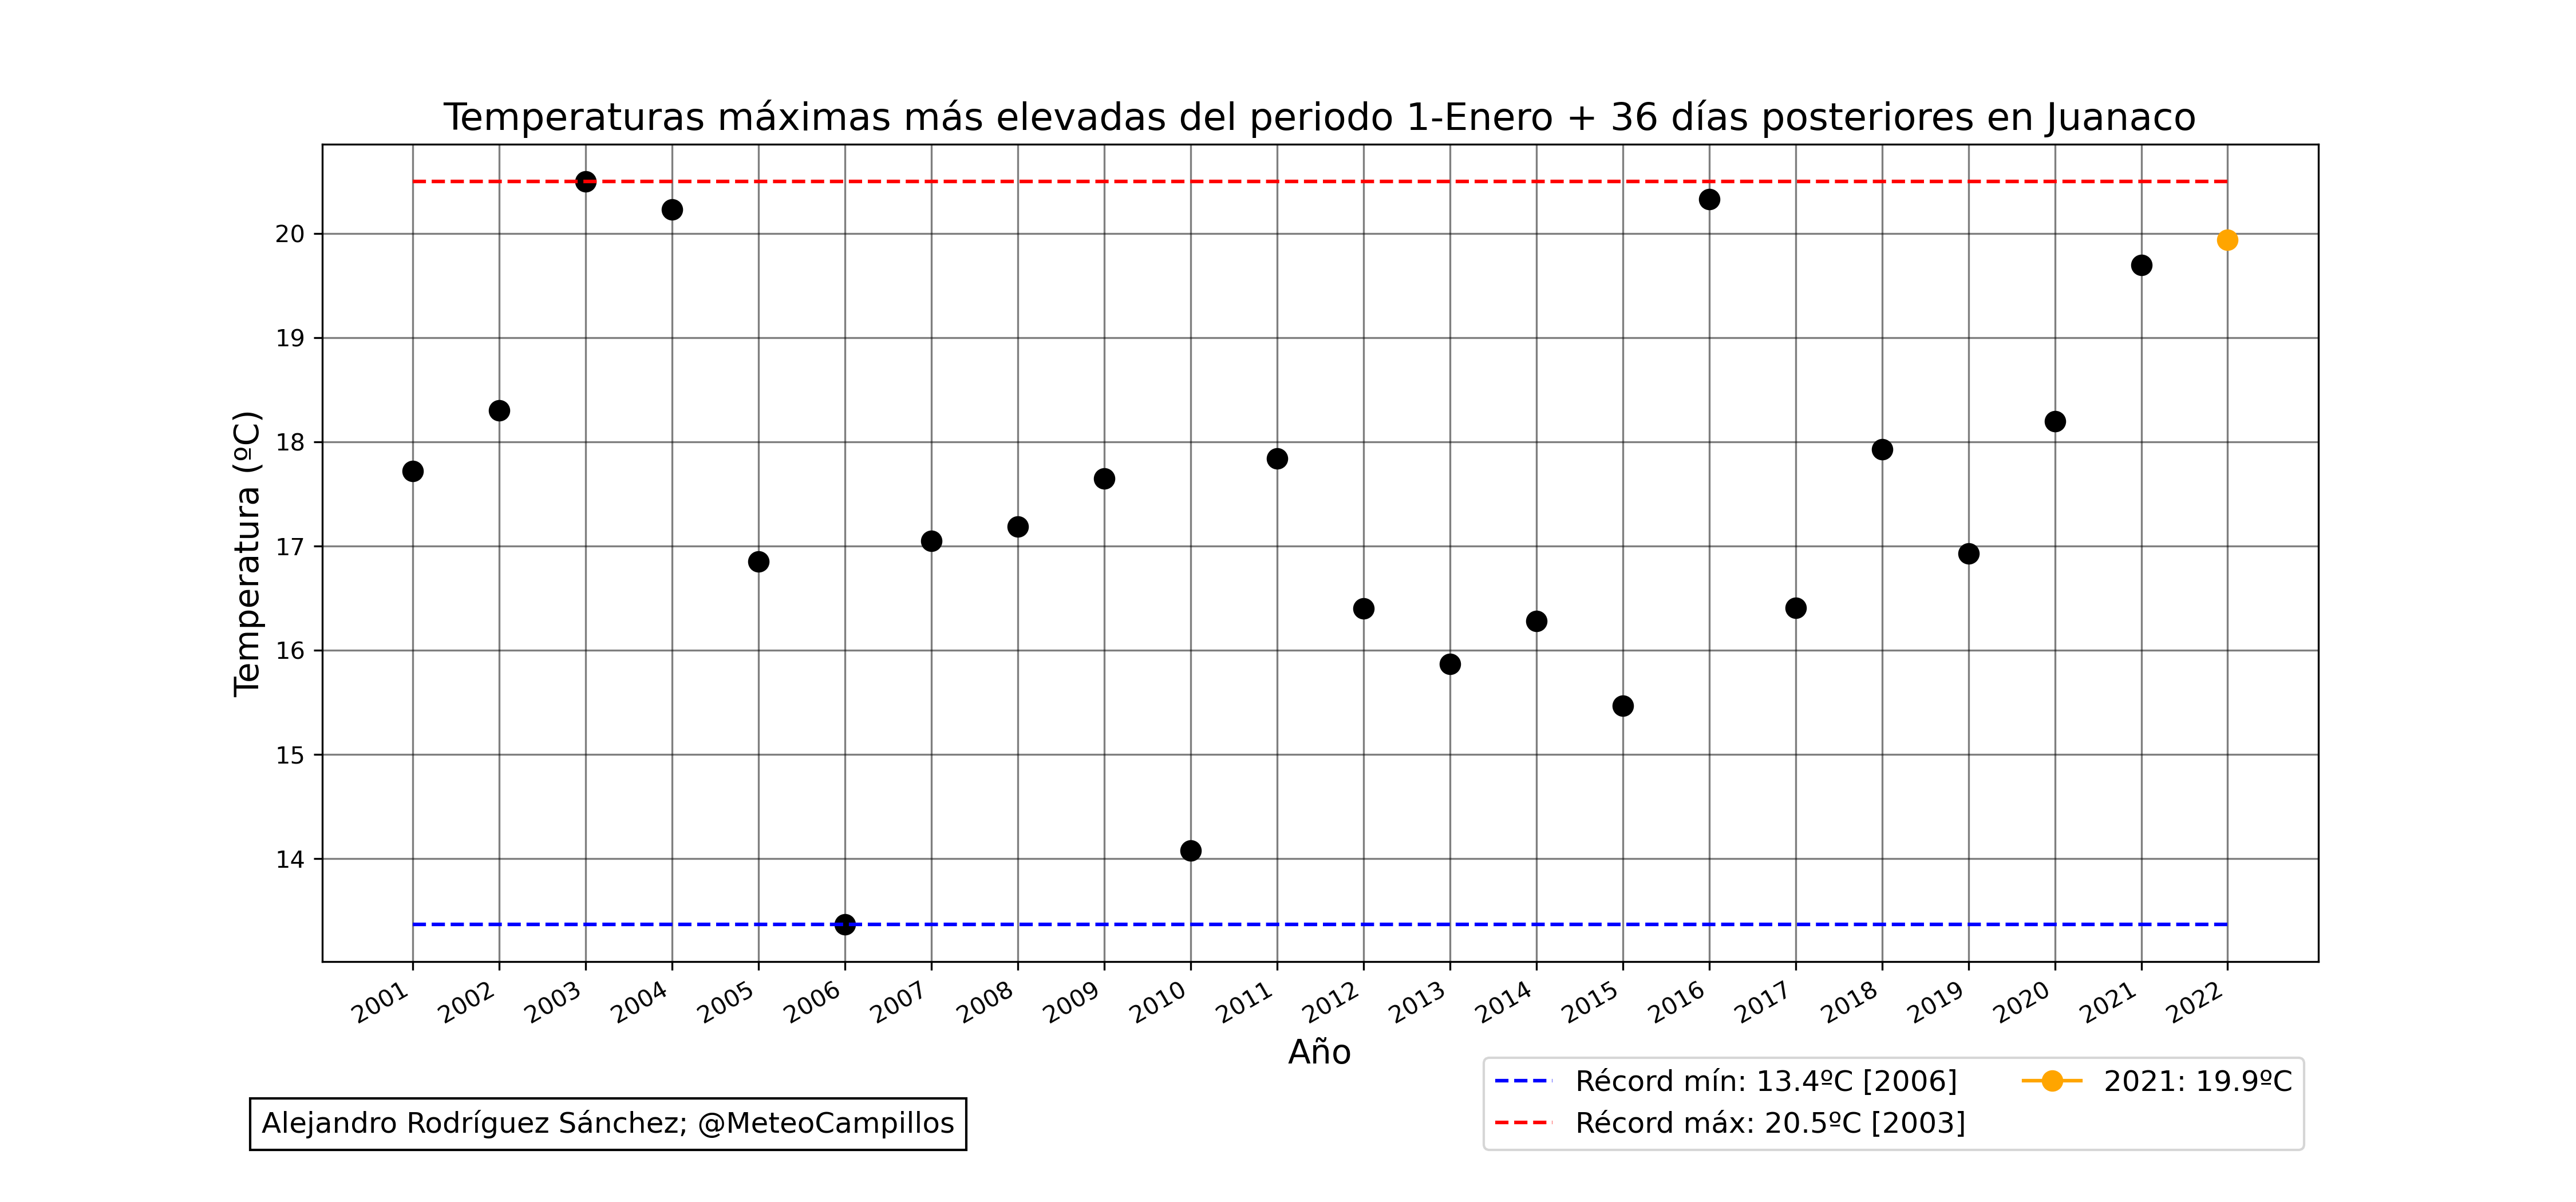 Temperaturas máximas más elevadas del periodo 1-Enero + 36 días posteriores en Juanaco
Temperatura (ºC)
20
19
18
17
16
15
14
2001 2002 2003 2004 2005 2006 2007 2008 2009 2010 2011 2012 2013 2014 2015 2016 2017 2018 2019 2020 2021 2022
Año
Récord mín: 13.4ºC [2006]
Récord máx: 20.5ºC [2003]
2021: 19.9ºC
Alejandro Rodríguez Sánchez; @MeteoCampillos